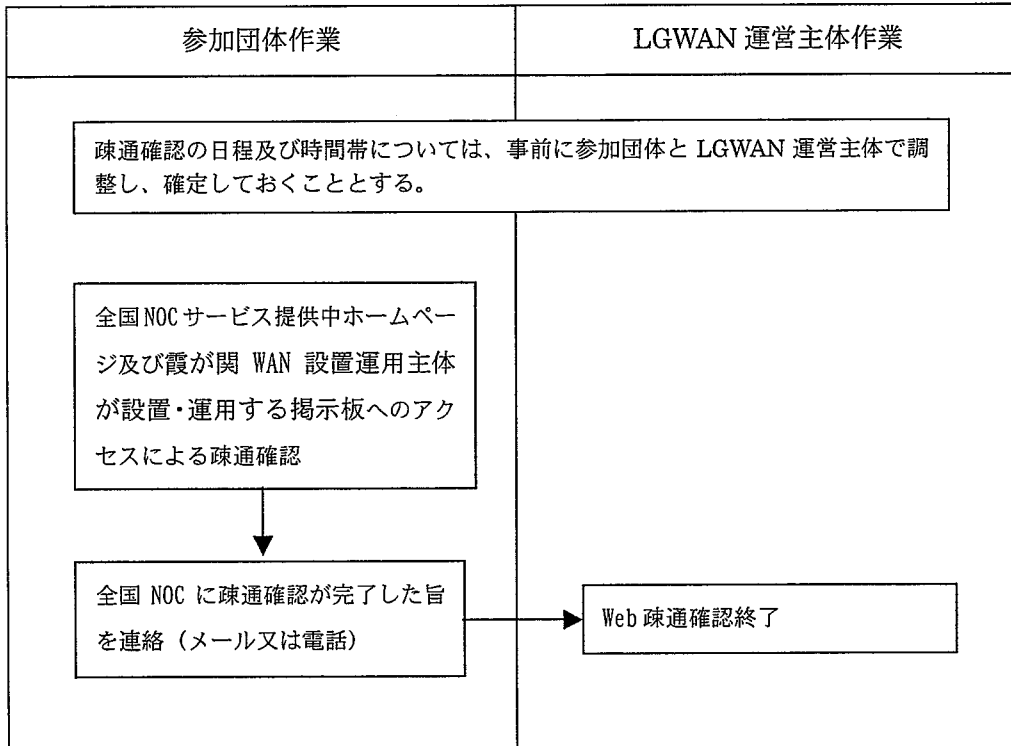 参加団体作業
LGWAN 運営主体作業
疎通確認の日程及び時間帯については、事前に参加団体と LGWAN 運営主体で調
整し、確定しておくこととする。
全国 NOC サービス提供中ホームペー
ジ及び霞が関 WAN 設置運用主体
が設置・運用する掲示板へのアク
セスによる疎通確認
全国 NOC に疎通確認が完了した旨
を連絡（メール又は電話）
Web 疎通確認終了